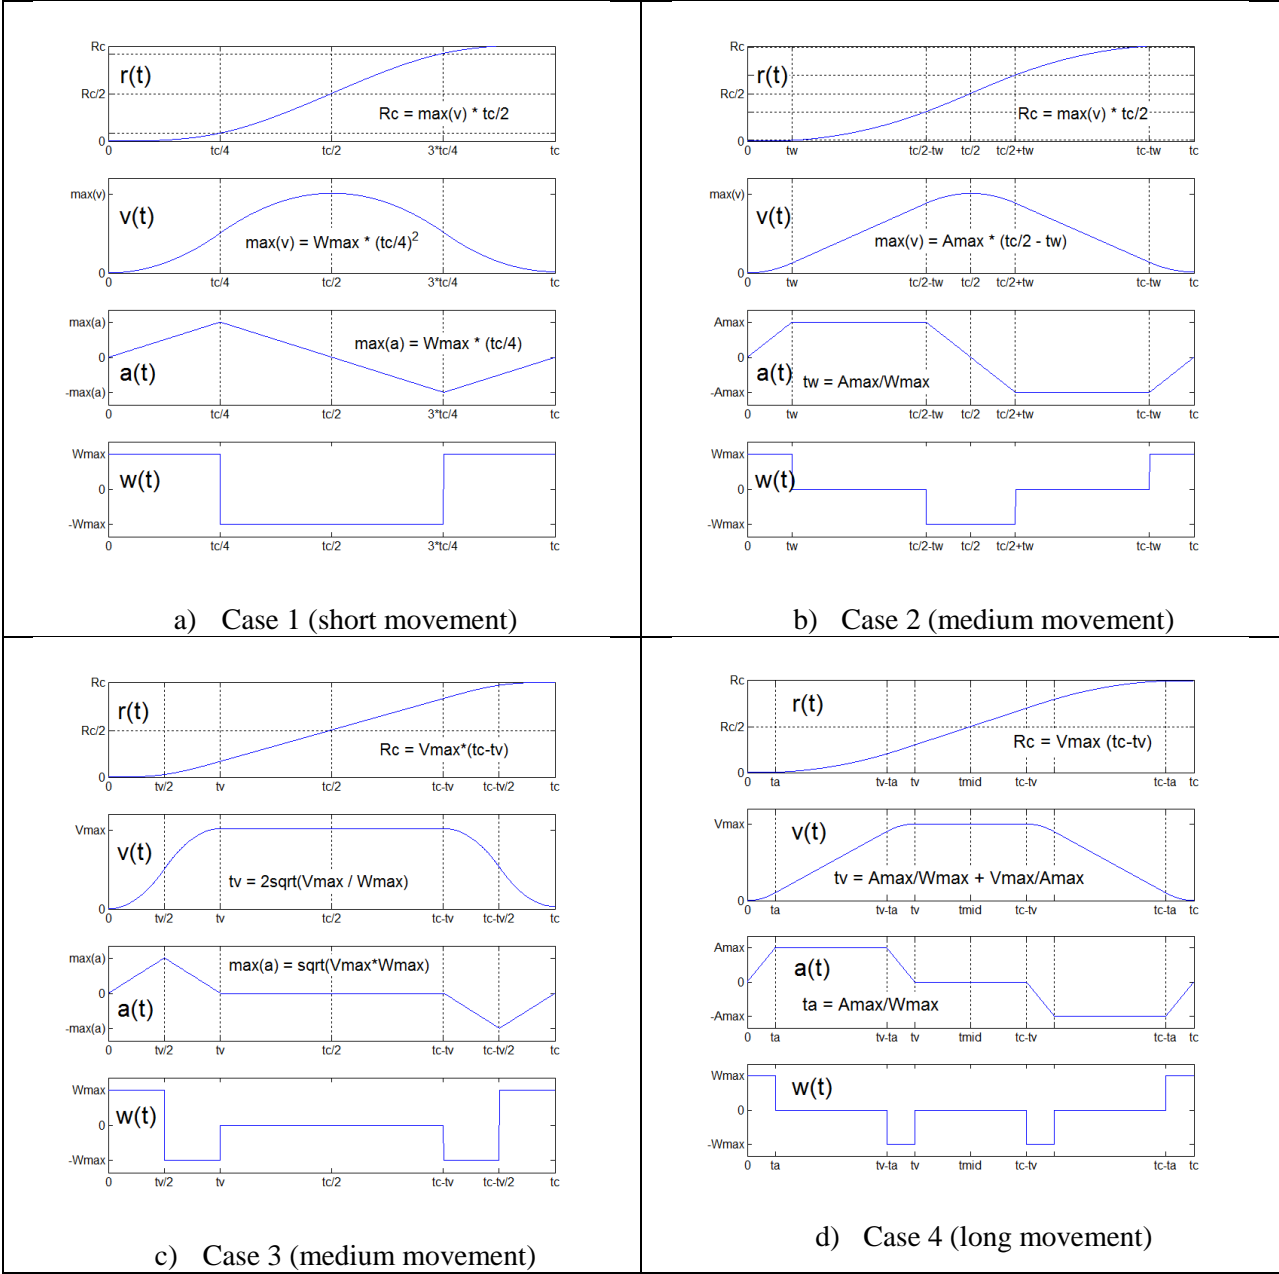 Rc
r(t)
Rc/2
Rc = max(v) * tc/2
0
0 tc/4 tc/2 3*tc/4 tc
max(v)
v(t)
max(v) = Wmax * (tc/4)2
0
0 tc/4 tc/2 3*tc/4 tc
max(a)
max(a) = Wmax * (tc/4)
0
a(t)
-max(a)
0 tc/4 tc/2 3*tc/4 tc
Wmax
w(t)
0
-Wmax
0 tc/4 tc/2 3*tc/4 tc
a) Case 1 (short movement)
Rc
r(t)
Rc/2
Rc = max(v) * tc/2
0
0 tw tc/2-tw tc/2 tc/2+tw tc-tw tc
max(v)
v(t)
max(v) = Amax * (tc/2 - tw)
0
0 tw tc/2-tw tc/2 tc/2+tw tc-tw tc
Amax
0
a(t)
tw = Amax/Wmax
-Amax
0 tw tc/2-tw tc/2 tc/2+tw tc-tw tc
Wmax
w(t)
0
-Wmax
0 tw tc/2-tw tc/2 tc/2+tw tc-tw tc
b) Case 2 (medium movement)
Rc
r(t)
Rc/2
Rc = Vmax*(tc-tv)
0
0 tv/2 tv tc/2 tc-tv tc-tv/2 tc
Vmax
v(t)
tv = 2sqrt(Vmax / Wmax)
0
0 tv/2 tv tc/2 tc-tv tc-tv/2 tc
max(a)
max(a) = sqrt(Vmax*Wmax)
0
a(t)
-max(a)
0 tv/2 tv tc/2 tc-tv tc-tv/2 tc
Wmax
w(t)
0
-Wmax
0 tv/2 tv tc/2 tc-tv tc-tv/2 tc
c) Case 3 (medium movement)
Rc
r(t)
Rc/2
Rc = Vmax (tc-tv)
0
0 ta tv-ta tv tmid tc-tv tc-ta tc
Vmax
v(t)
tv = Amax/Wmax + Vmax/Amax
0
0 ta tv-ta tv tmid tc-tv tc-ta tc
Amax
a(t)
0
ta = Amax/Wmax
-Amax
0 ta tv-ta tv tmid tc-tv tc-ta tc
Wmax
w(t)
0
-Wmax
0 ta tv-ta tv tmid tc-tv tc-ta tc
d) Case 4 (long movement)